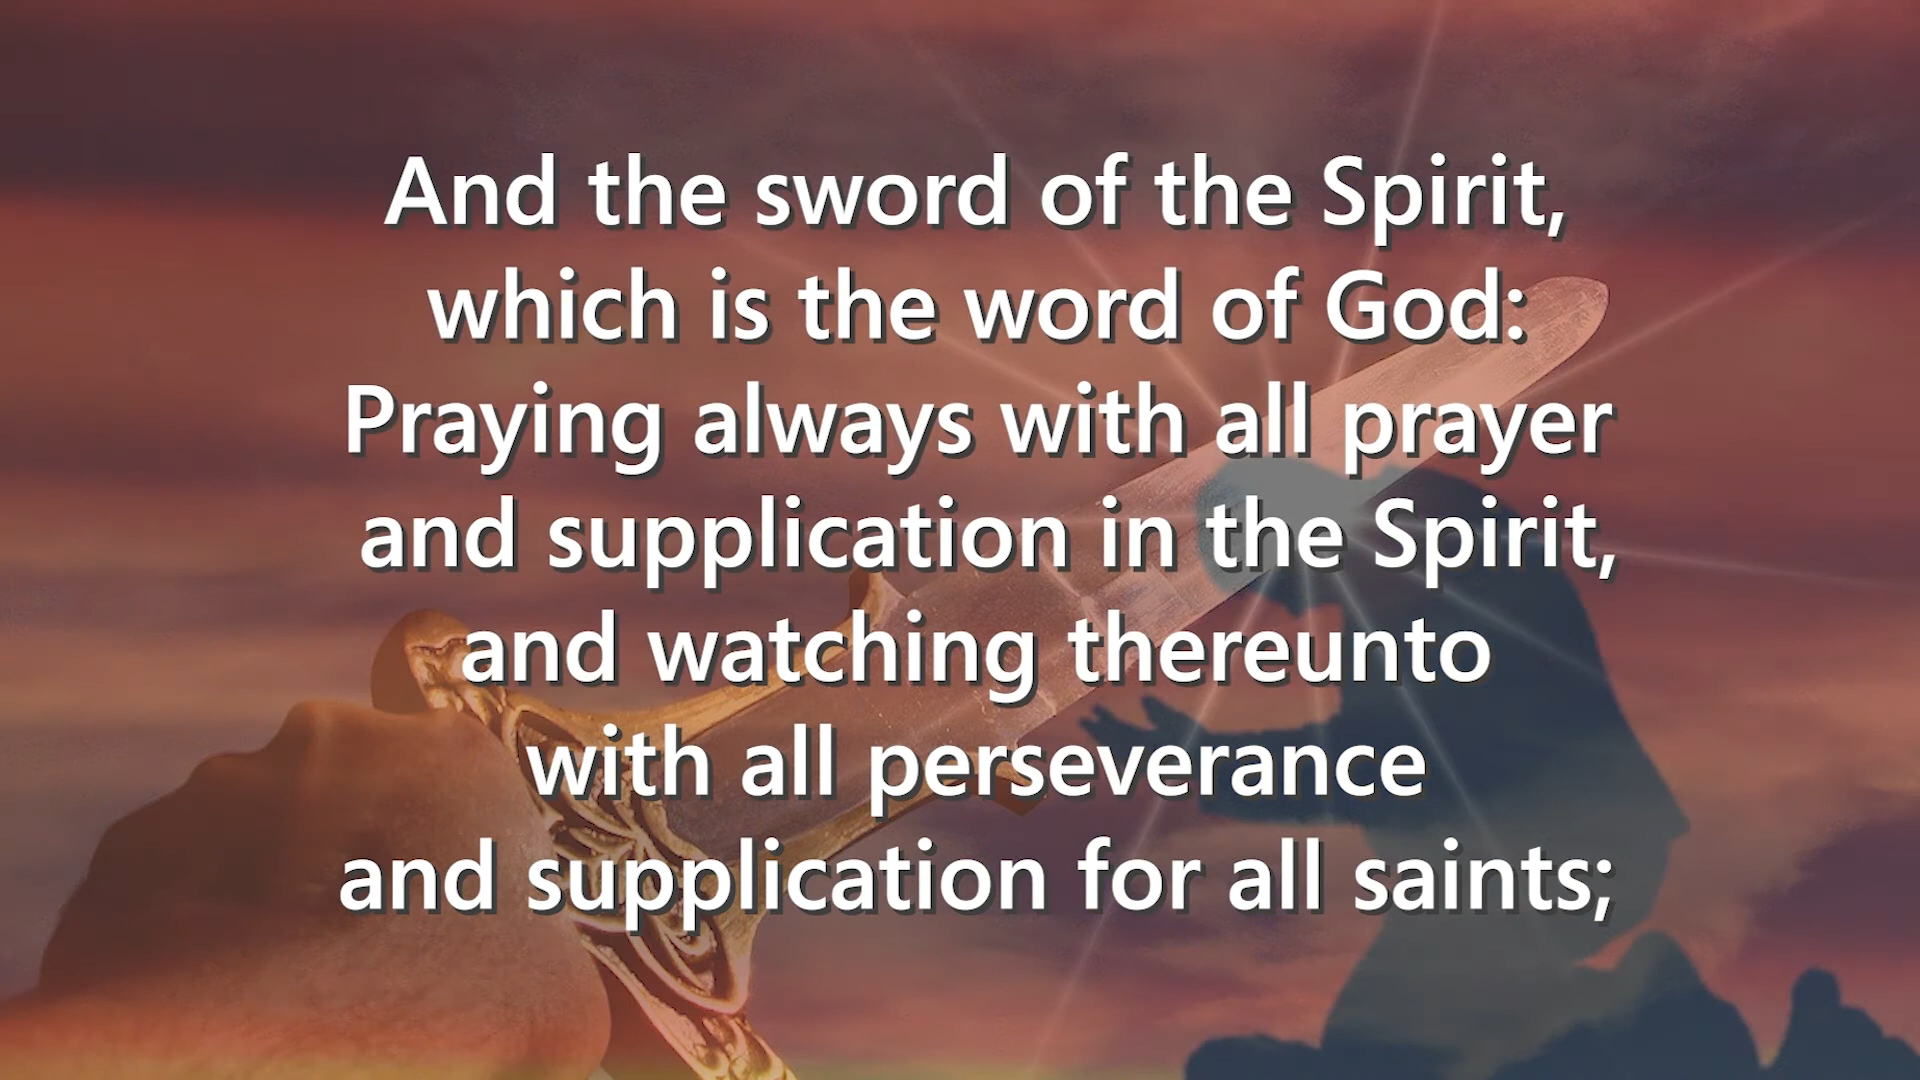 And the sword of the Spirit,
which is the word of God:
Praying always with all prayer
and supplication in the Spirit,
and watching thereunto
with all perseverance
and supplication for all saints;